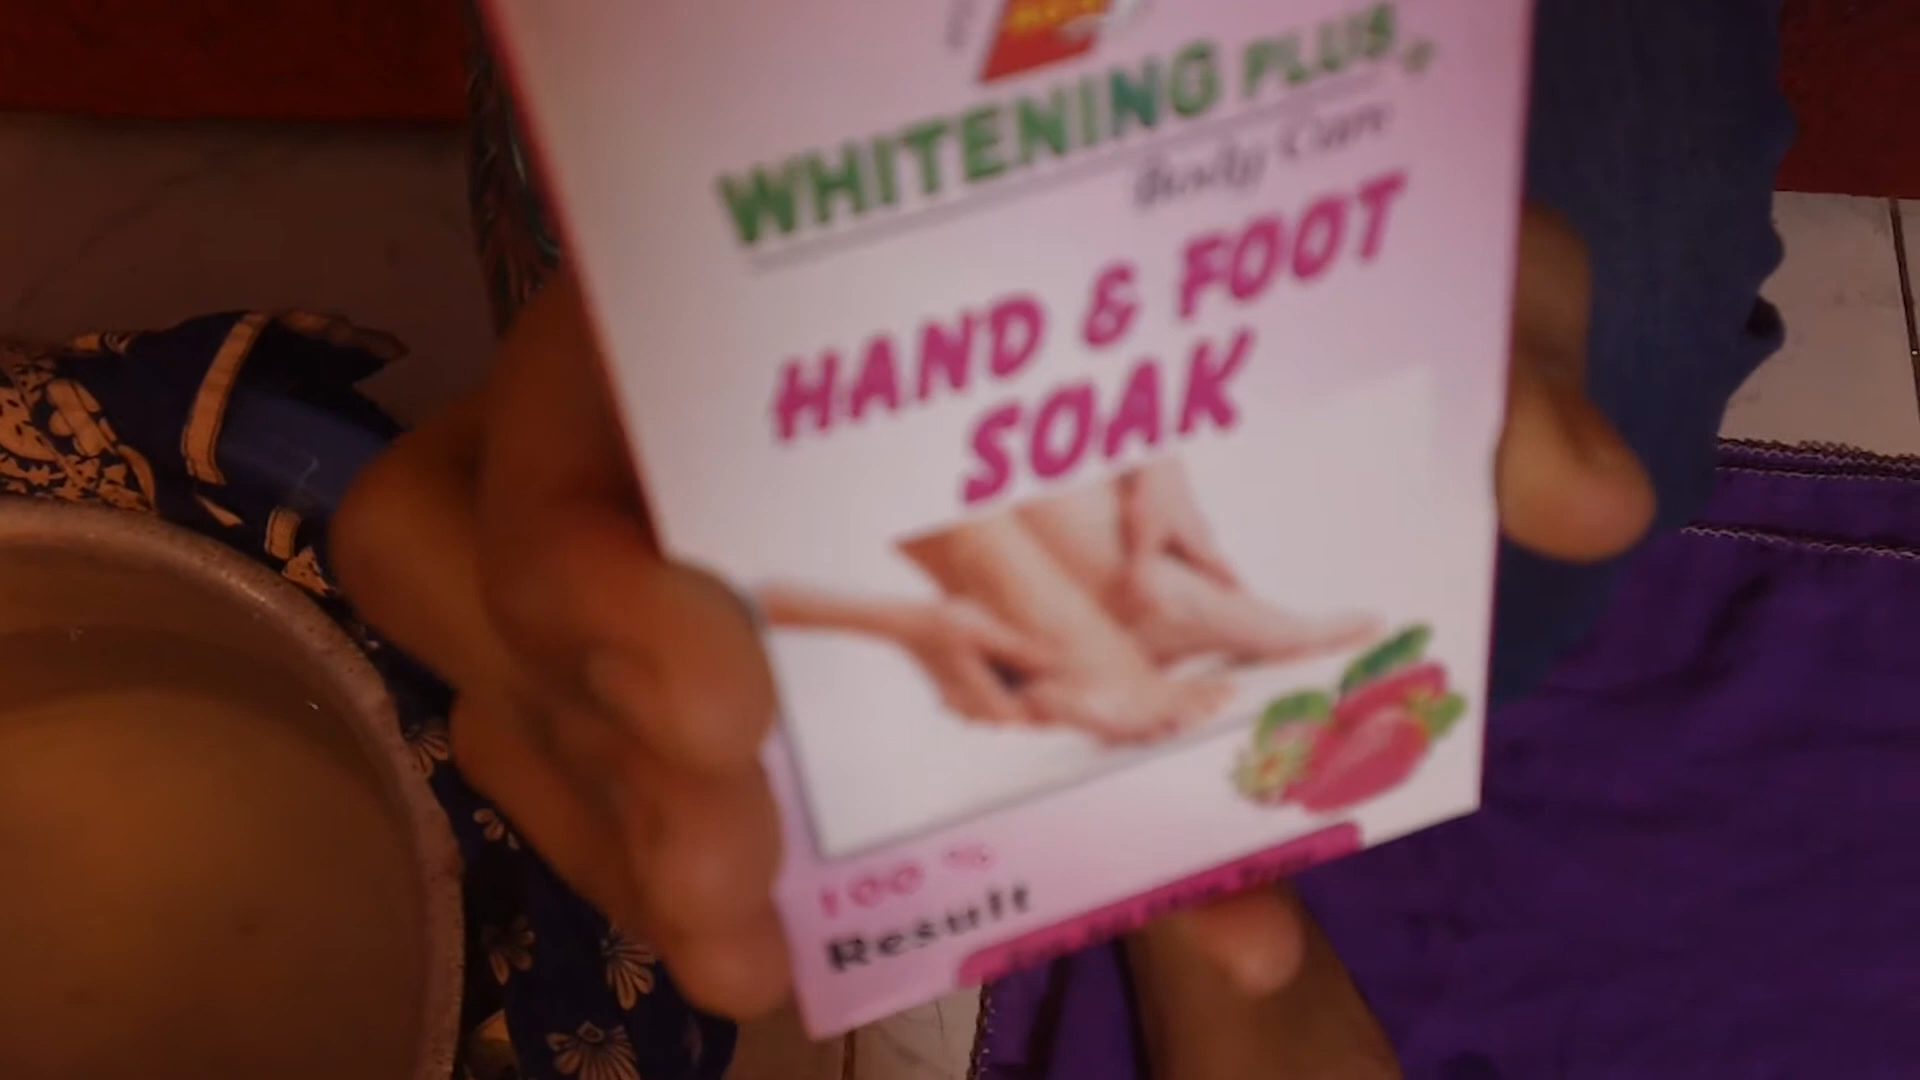 WHITENING PLUS+
Body Care
HAND & FOOT
SOAK
100 %
Result